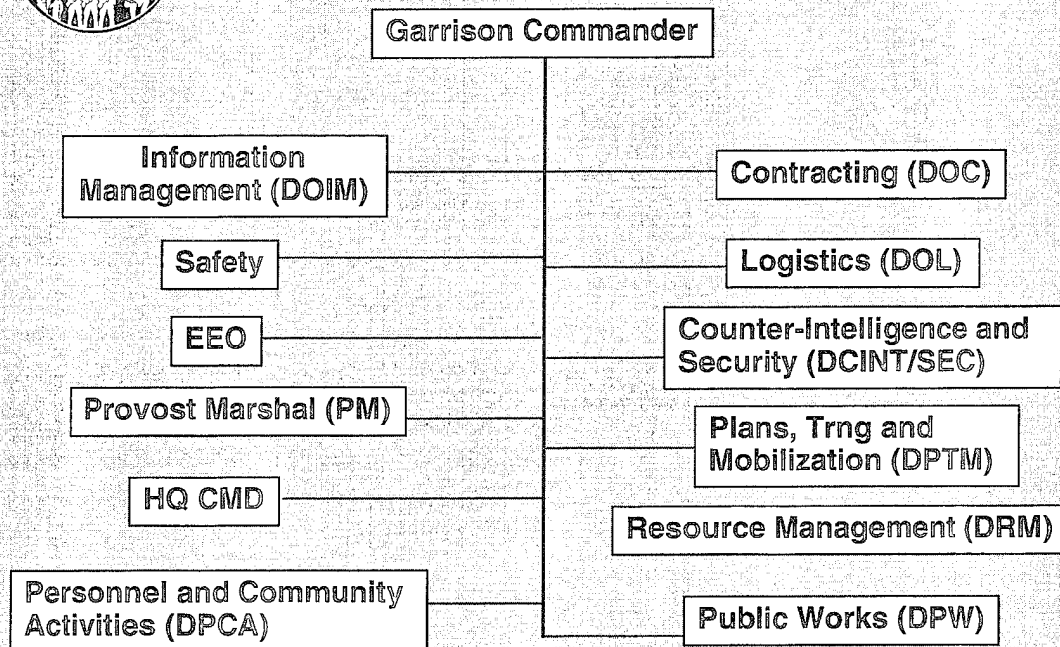 Garrison Commander
Information
Management (DOIM)
Contracting (DOC)
Safety
Logistics (DOL)
EEO
Counter-Intelligence and
Security (DCINT/SEC)
Provost Marshal (PM)
Plans, Trng and
Mobilization (DPTM)
HQ CMD
Resource Management (DRM)
Personnel and Community
Activities (DPCA)
Public Works (DPW)